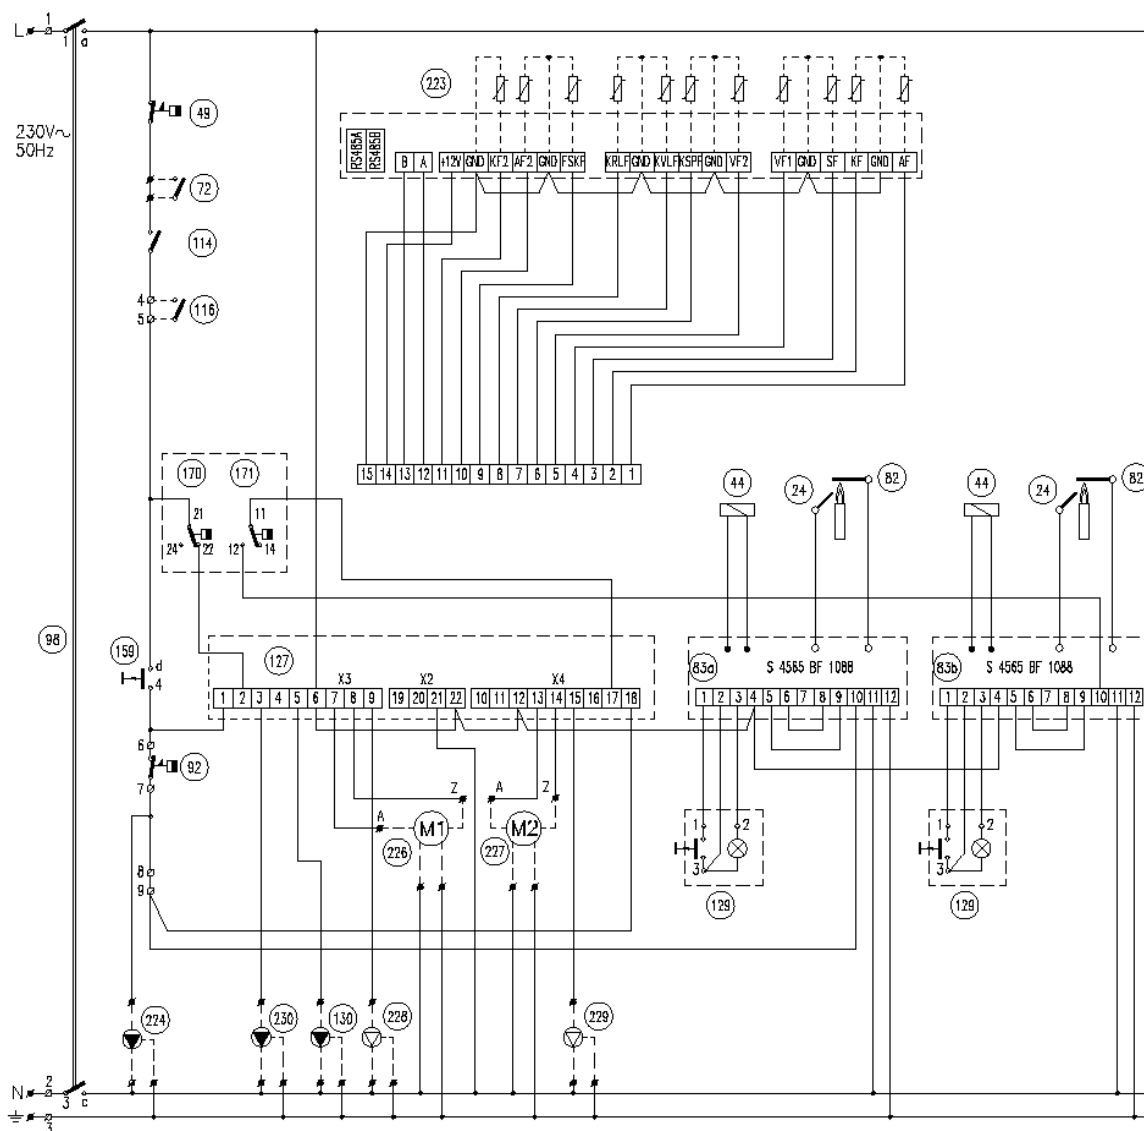 L 1
1 a
230V~
50Hz
49
72
114
4
5
116
223
RS485A
RS485B
B A +12V GND KF2 AF2 GND FSKF KRLF GND KVLF KSPF GND VF2 VF1 GND SF KF GND AF
15 14 13 12 11 10 9 8 7 6 5 4 3 2 1
170 171
21 11
24 22 12 14
44 24 82 44 24 82
98
159
d
4
127
X3 X2 X4
1 2 3 4 5 6 7 8 9 19 20 21 22 10 11 12 13 14 15 16 17 18
83a S 4565 BF 1088
1 2 3 4 5 6 7 8 9 10 11 12
83b S 4565 BF 1088
1 2 3 4 5 6 7 8 9 10 11 12
6
92
7
Z A Z
A M1 M2
226 227
1 2 1 2
3 3
129 129
8
9
224 230 130 228 229
N 2
3 c
3